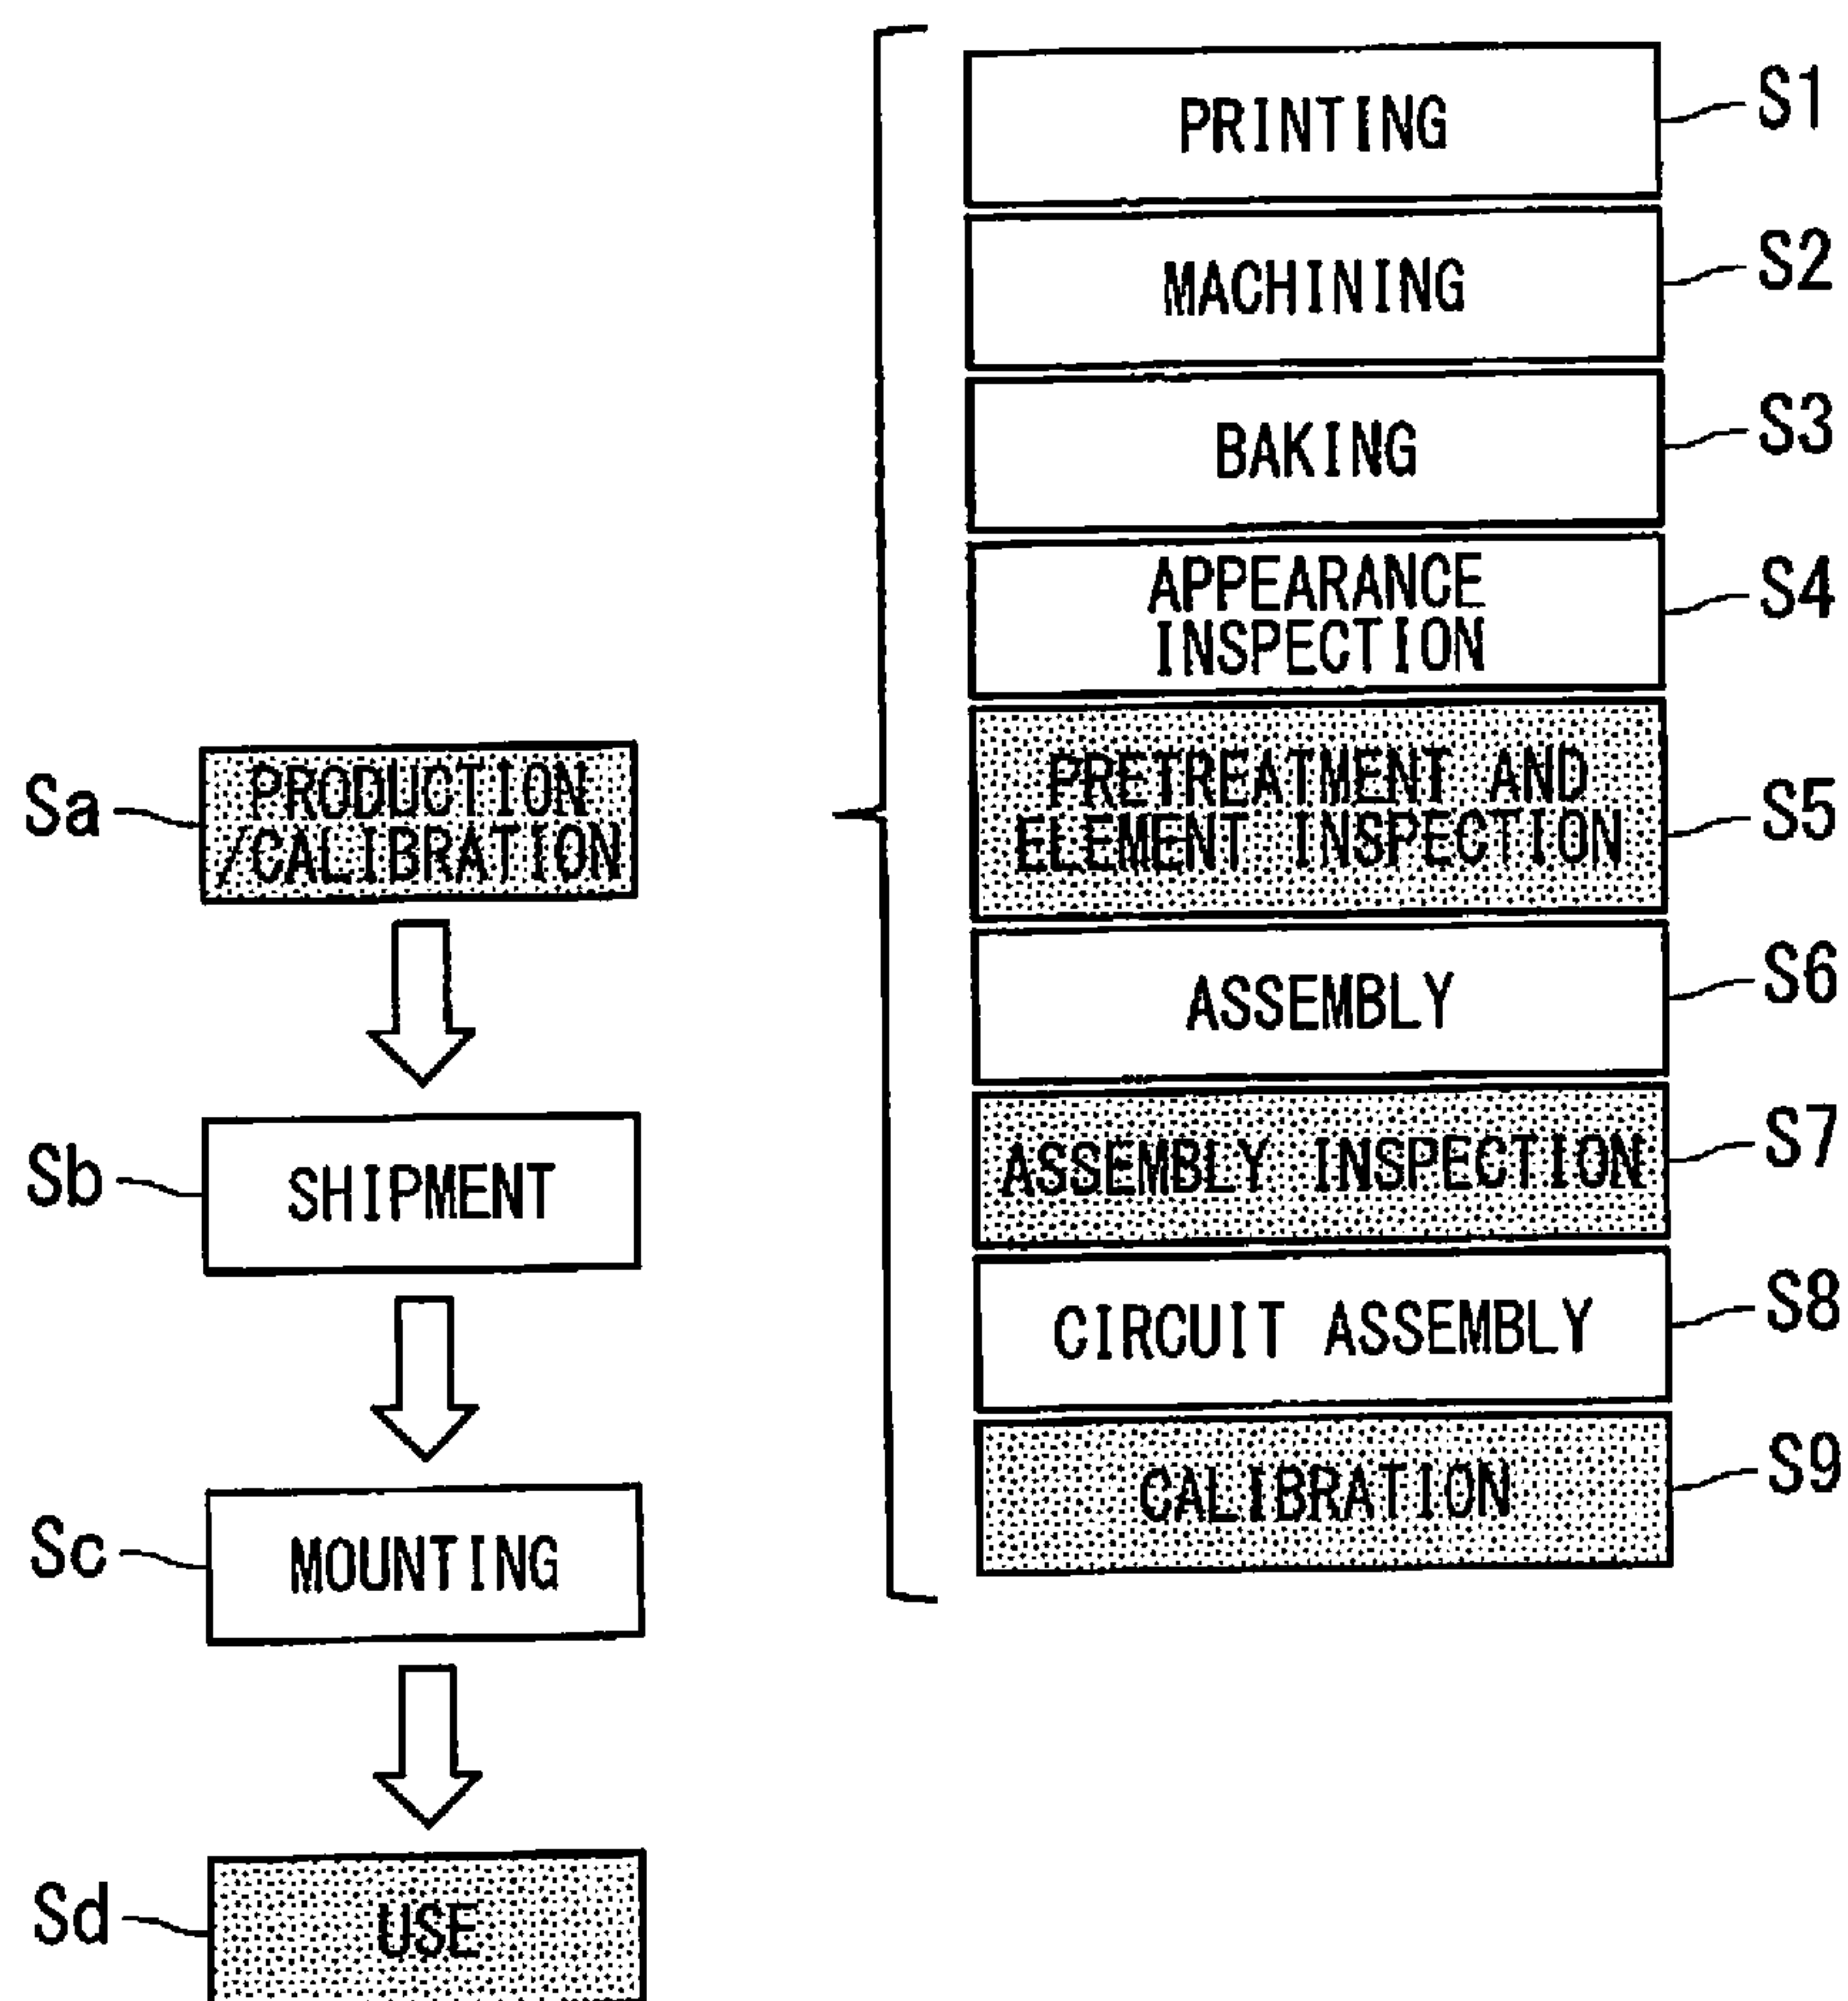 Sa
PRODUCTION
/CALIBRATION
Sb
SHIPMENT
Sc
MOUNTING
Sd
USE
PRINTING
S1
MACHINING
S2
BAKING
S3
APPEARANCE
INSPECTION
S4
PRETREATMENT AND
ELEMENT INSPECTION
S5
ASSEMBLY
S6
ASSEMBLY INSPECTION
S7
CIRCUIT ASSEMBLY
S8
CALIBRATION
S9